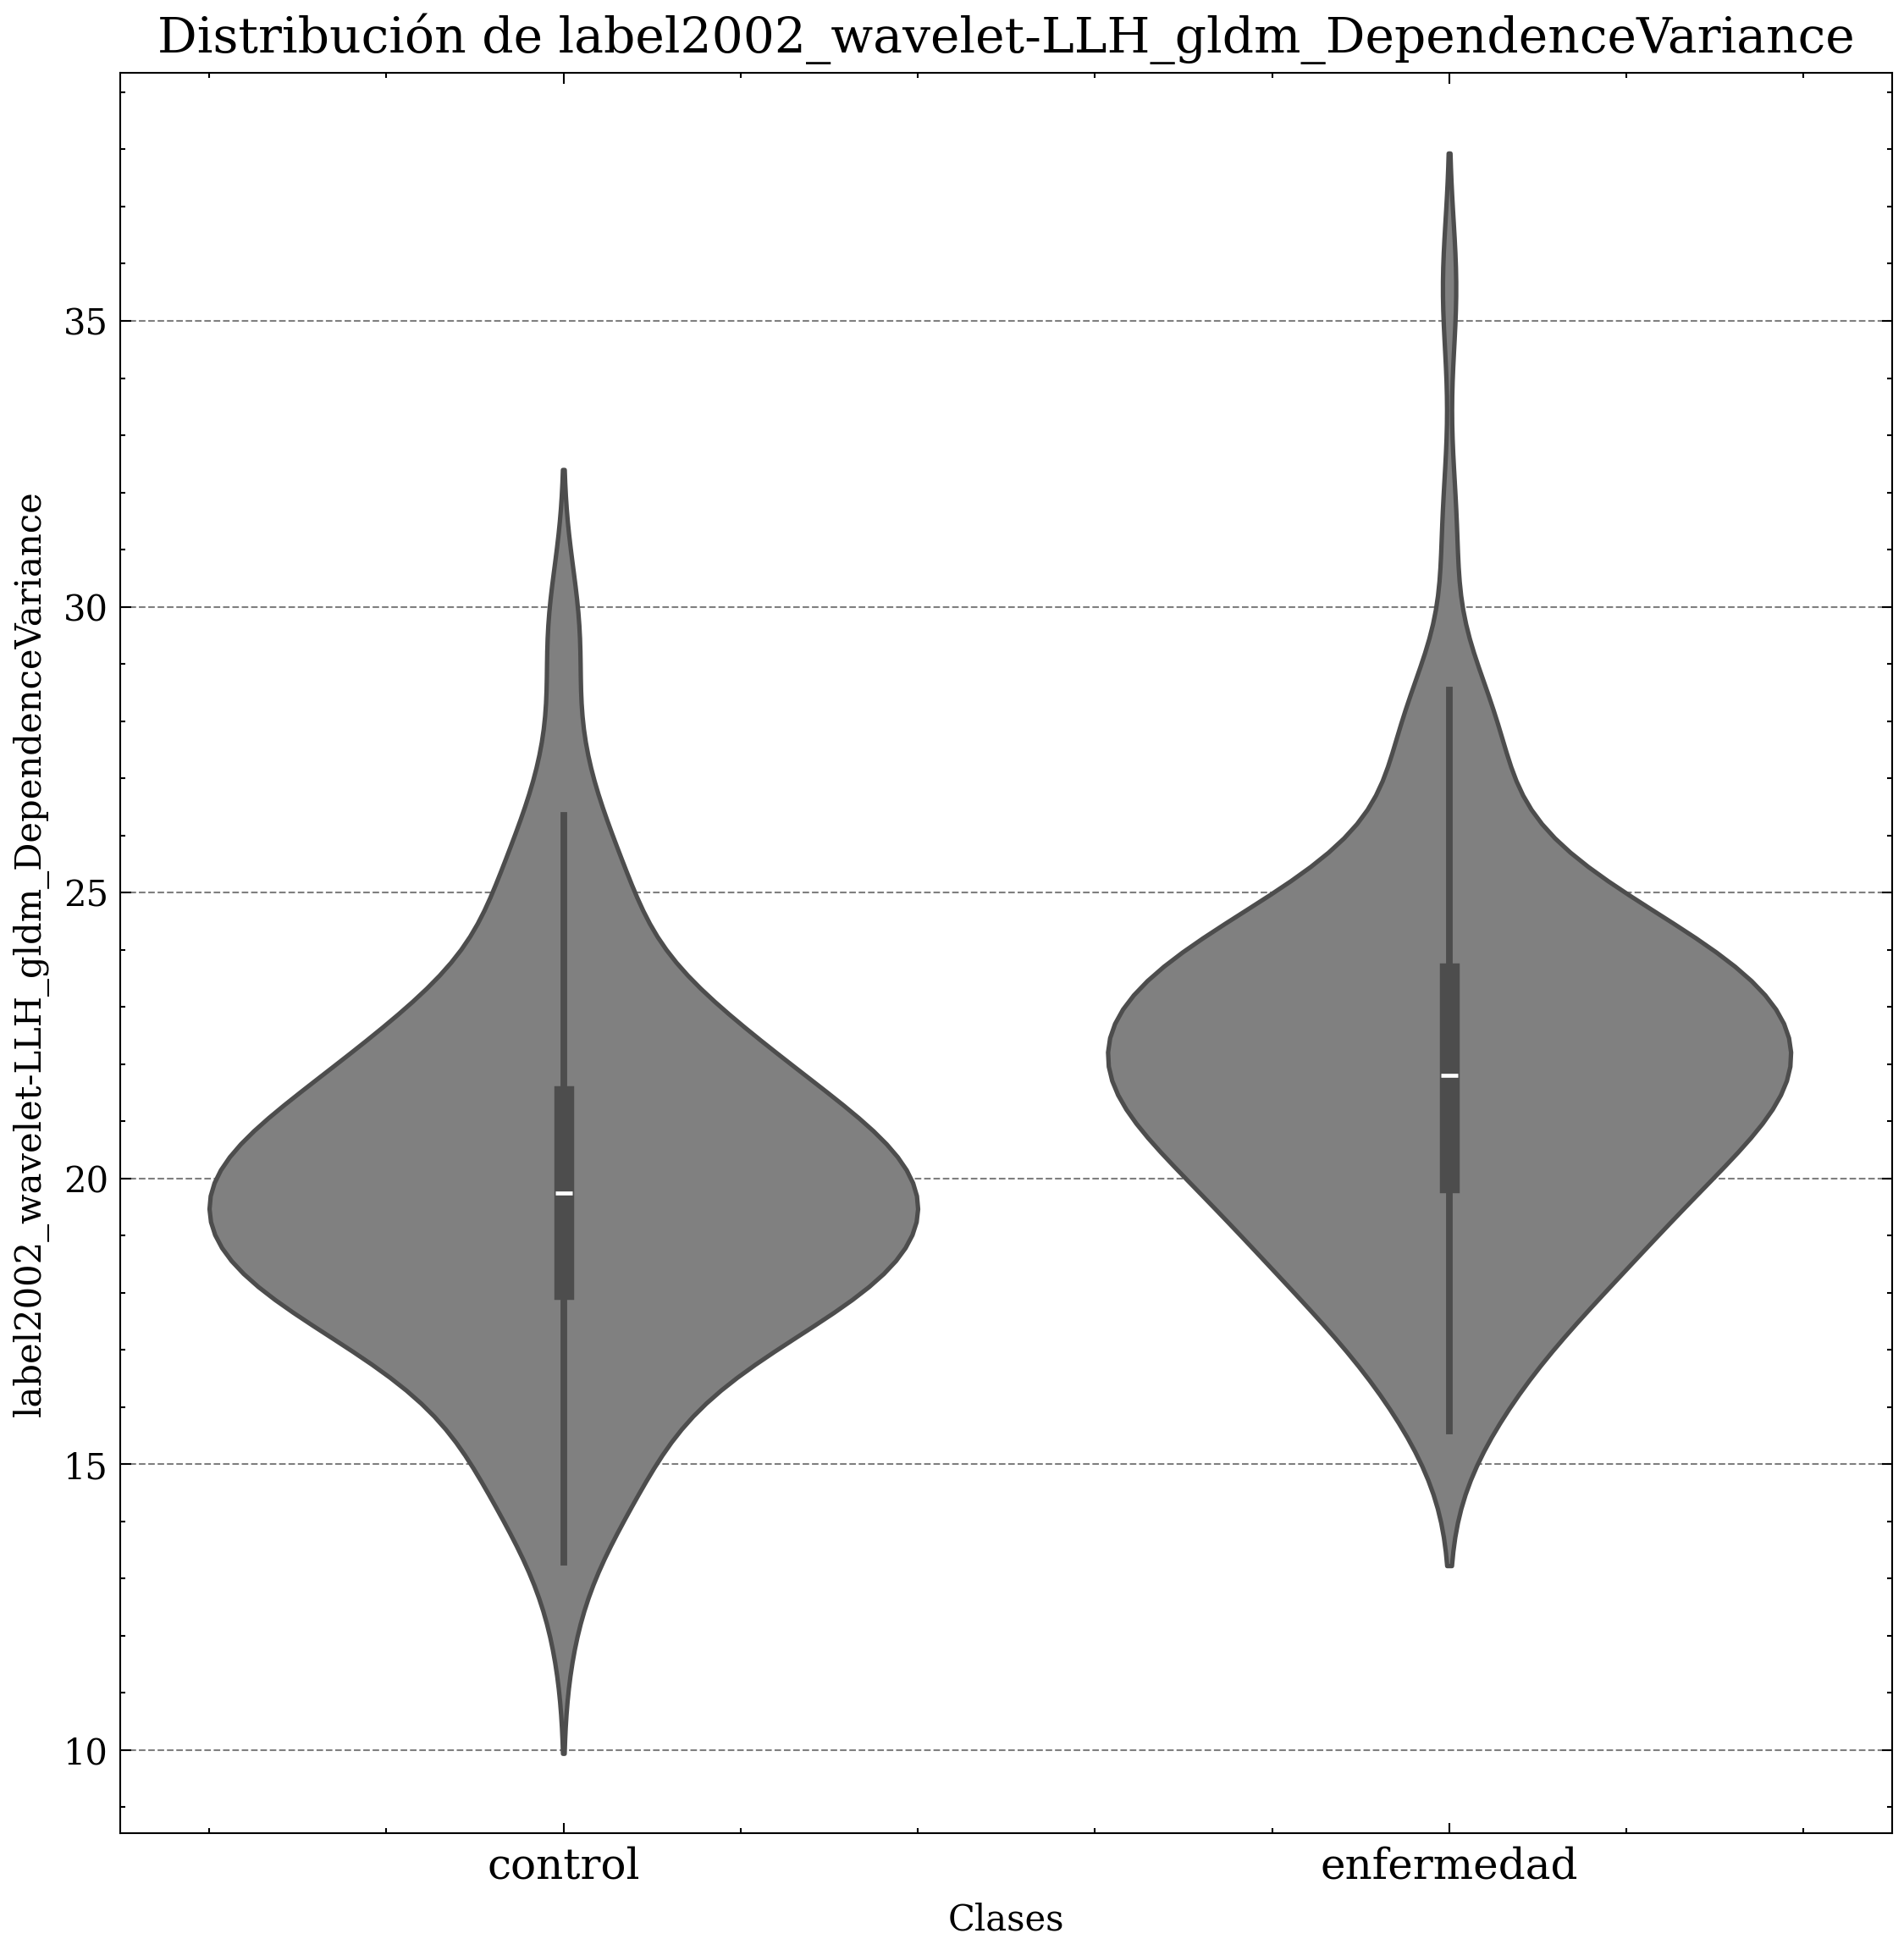 Distribución de label2002_wavelet-LLH_gldm_DependenceVariance
label2002_wavelet-LLH_gldm_DependenceVariance
35
30
25
20
15
10
control
enfermedad
Clases